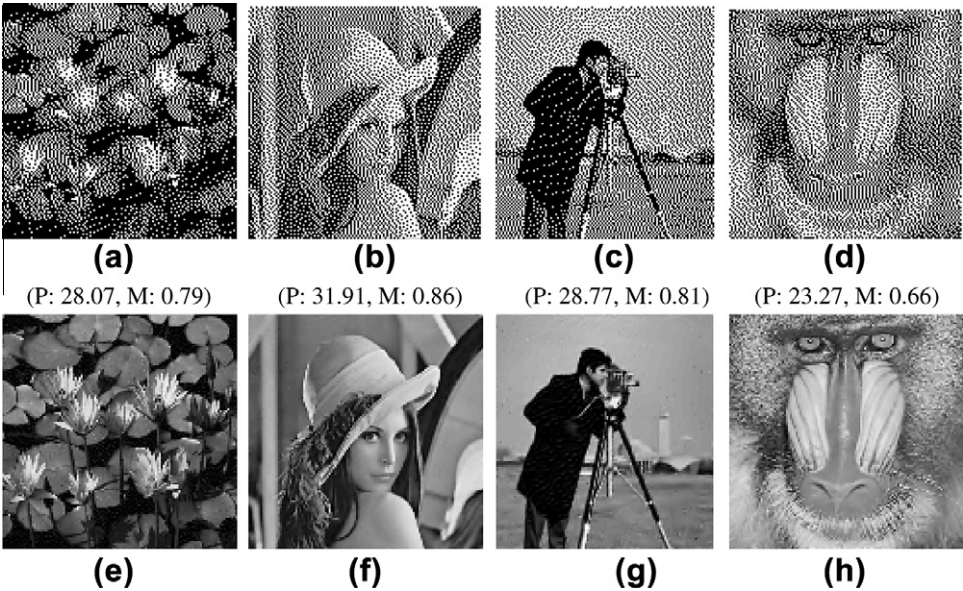 (a) (b) (c) (d)
(P: 28.07, M: 0.79) (P: 31.91, M: 0.86) (P: 28.77, M: 0.81) (P: 23.27, M: 0.66)
(e) (f) (g) (h)